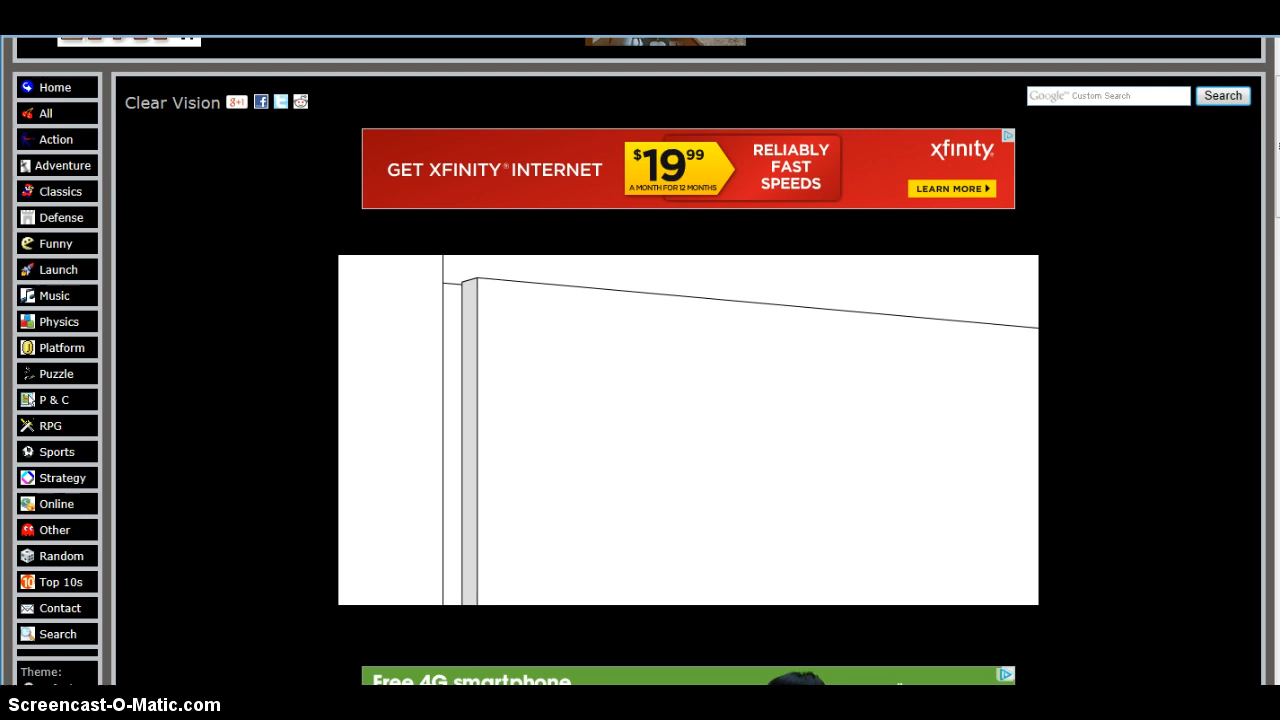 Home
All
Action
Adventure
Classics
Defense
Funny
Launch
Music
Physics
Platform
Puzzle
P & C
RPG
Sports
Strategy
Online
Other
Random
Top 10s
Contact
Search
Theme:
Clear Vision
g+1
Google™ Custom Search
Search
GET XFINITY® INTERNET
$19.99
A MONTH FOR 12 MONTHS
RELIABLY
FAST
SPEEDS
xfinity
LEARN MORE
Free 4G smartphone
Screencast-O-Matic.com